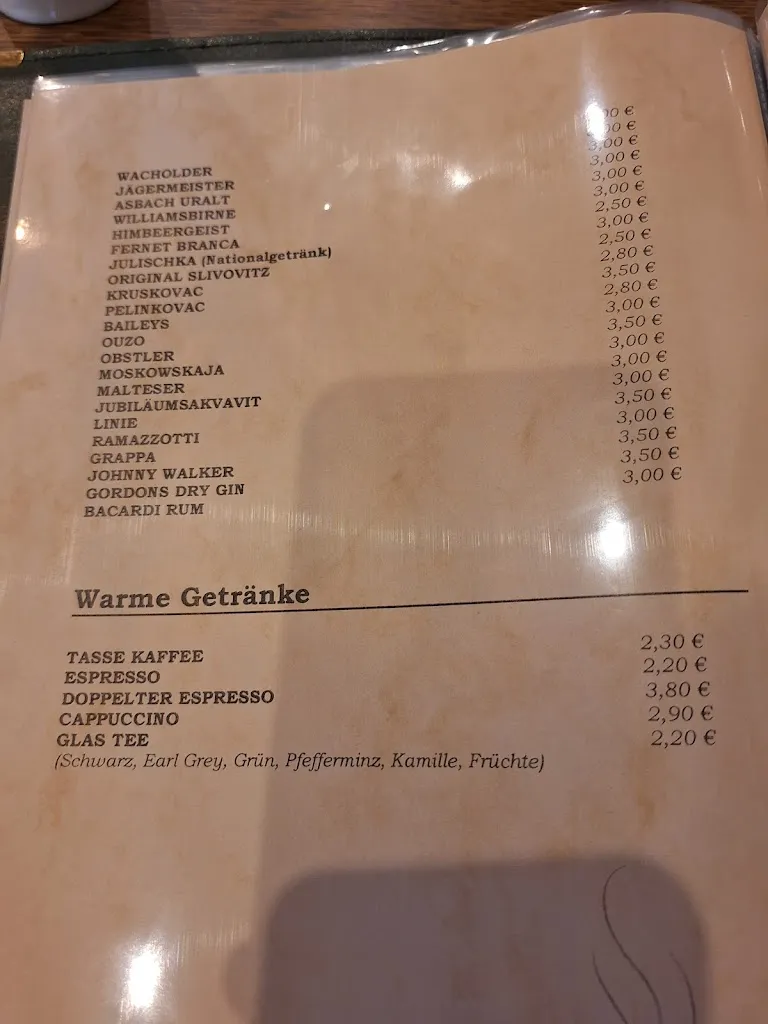 WACHOLDER €
JÄGERMEISTER €
ASBACH URALT 3,00 €
WILLIAMSBIRNE 3,00 €
HIMBEERGEIST 3,00 €
FERNET BRANCA 3,00 €
JULISCHKA (Nationalgetränk) 2,50 €
ORIGINAL SLIVOVITZ 3,00 €
KRUSKOVAC 2,50 €
PELINKOVAC 2,80 €
BAILEYS 3,50 €
OUZO 2,80 €
OBSTLER 3,00 €
MOSKOWSKAJA 3,50 €
MALTESER 3,00 €
JUBILÄUMSAKVAVIT 3,00 €
LINIE 3,00 €
RAMAZZOTTI 3,50 €
GRAPPA 3,00 €
JOHNNY WALKER 3,50 €
GORDONS DRY GIN 3,50 €
BACARDI RUM 3,00 €
Warme Getränke
TASSE KAFFEE 2,30 €
ESPRESSO 2,20 €
DOPPELTER ESPRESSO 3,80 €
CAPPUCCINO 2,90 €
GLAS TEE 2,20 €
(Schwarz, Earl Grey, Grün, Pfefferminz, Kamille, Früchte)